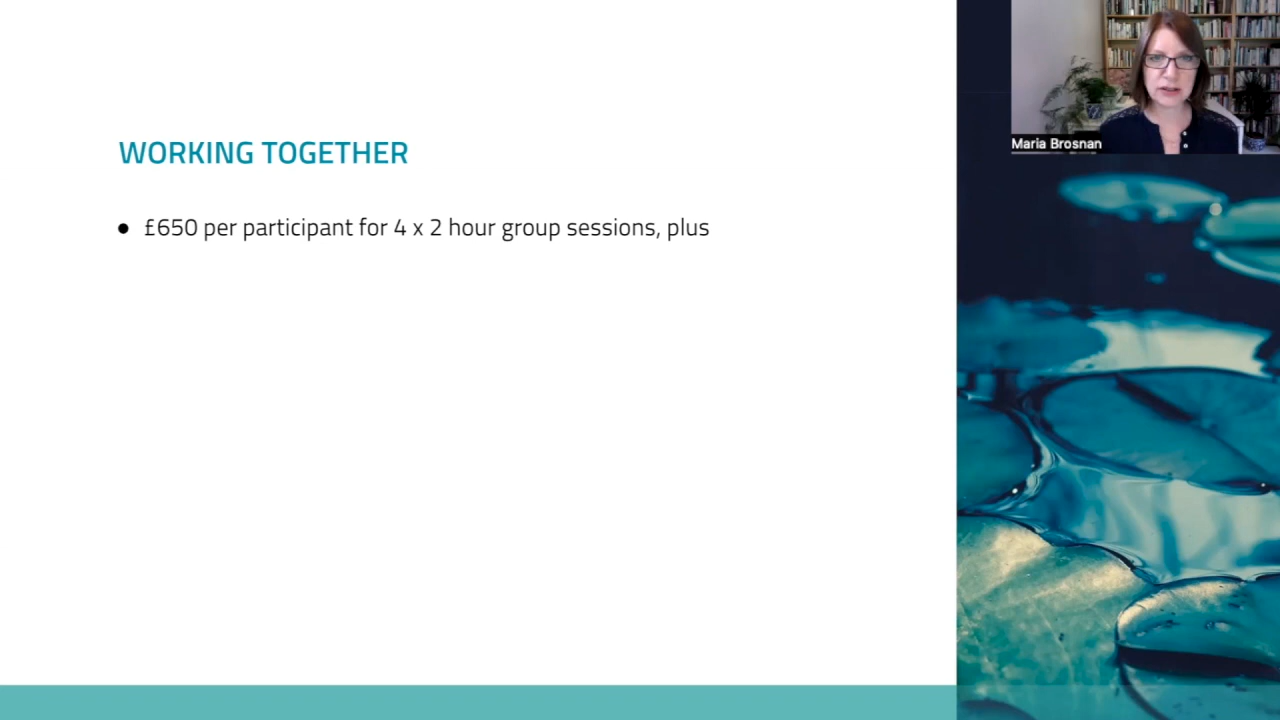 Maria Brosnan
WORKING TOGETHER
● £650 per participant for 4 x 2 hour group sessions, plus